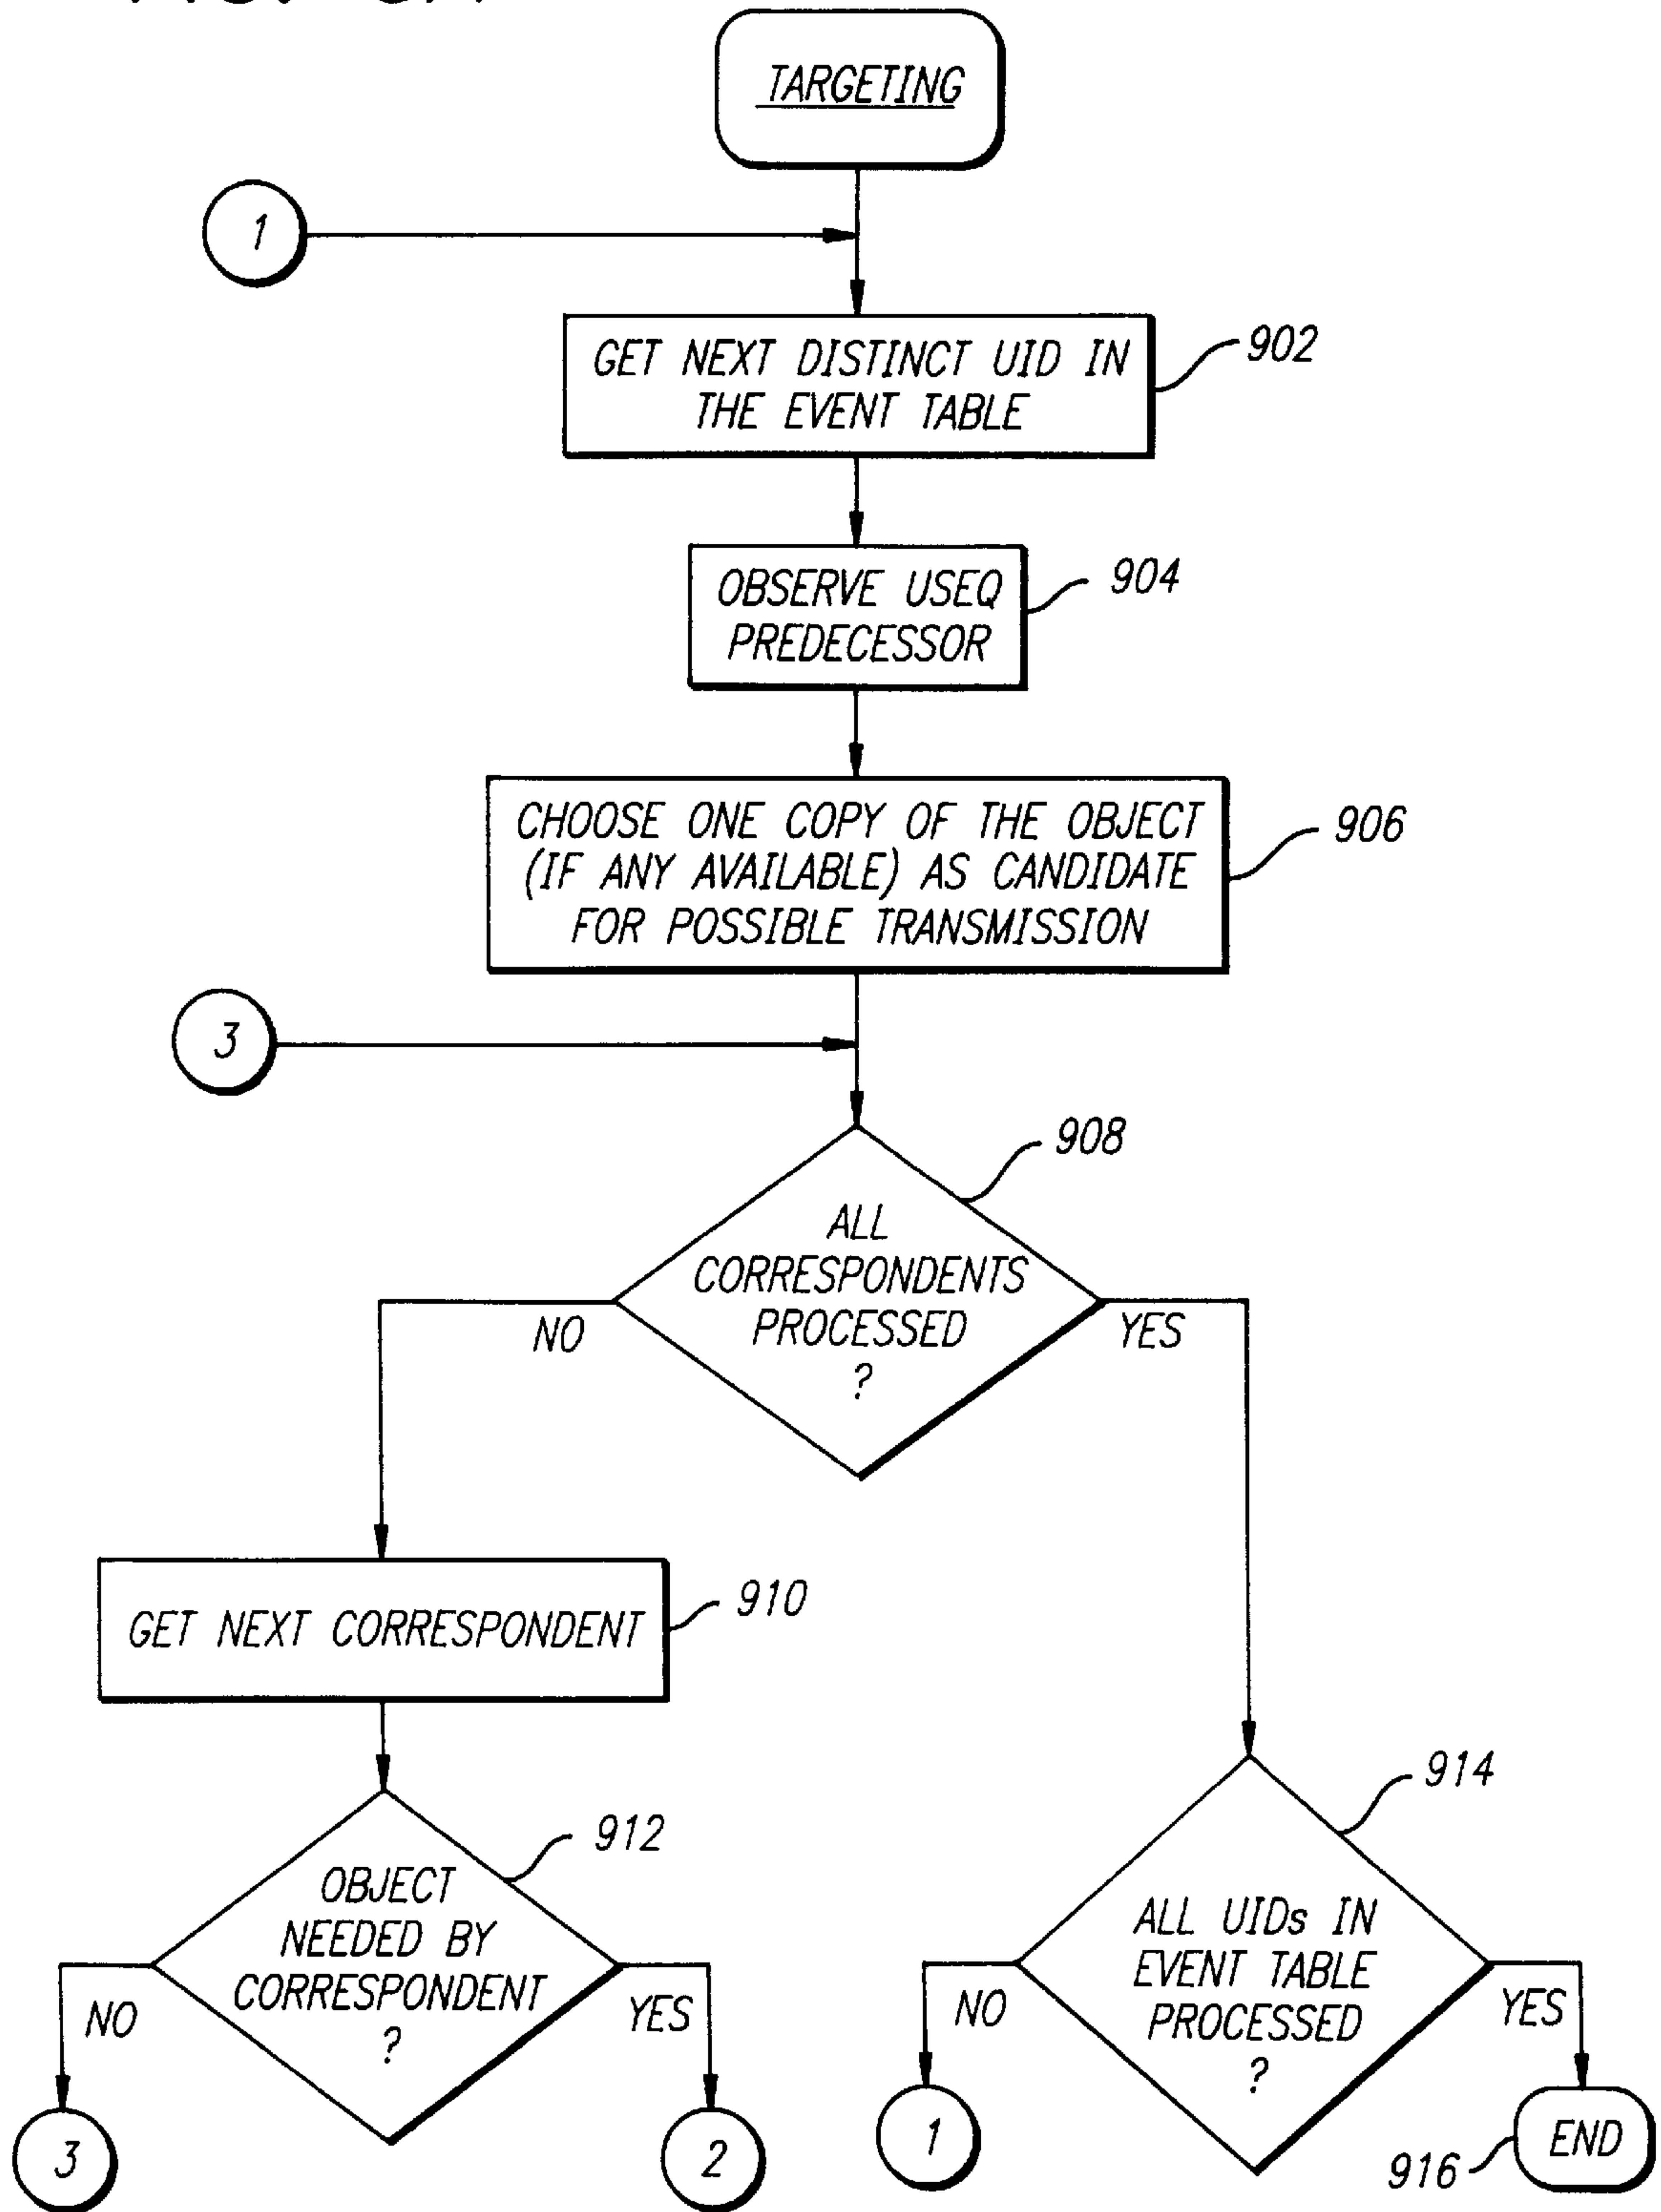 TARGETING
1
GET NEXT DISTINCT UID IN
THE EVENT TABLE
902
OBSERVE USEQ
PREDECESSOR
904
CHOOSE ONE COPY OF THE OBJECT
(IF ANY AVAILABLE) AS CANDIDATE
FOR POSSIBLE TRANSMISSION
906
3
908
ALL
CORRESPONDENTS
PROCESSED
?
NO
YES
GET NEXT CORRESPONDENT
910
912
OBJECT
NEEDED BY
CORRESPONDENT
?
NO
YES
3
2
914
ALL UIDs IN
EVENT TABLE
PROCESSED
?
NO
YES
1
END
916